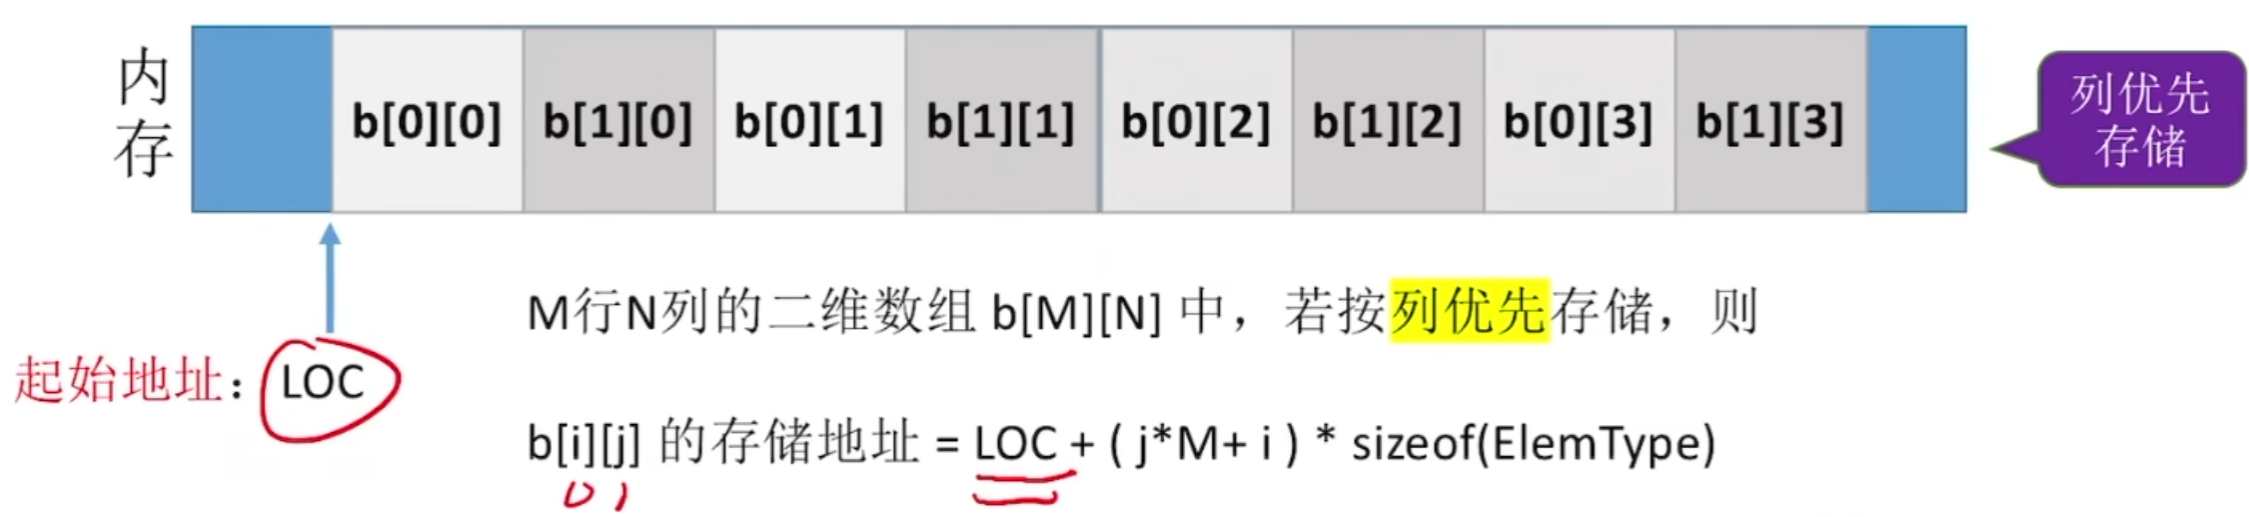 内
存
b[0][0] b[1][0] b[0][1] b[1][1] b[0][2] b[1][2] b[0][3] b[1][3]
列优先
存储
M行N列的二维数组 b[M][N] 中，若按列优先存储，则
起始地址：LOC
b[i][j] 的存储地址 = LOC + ( j*M+ i ) * sizeof(ElemType)
0 1